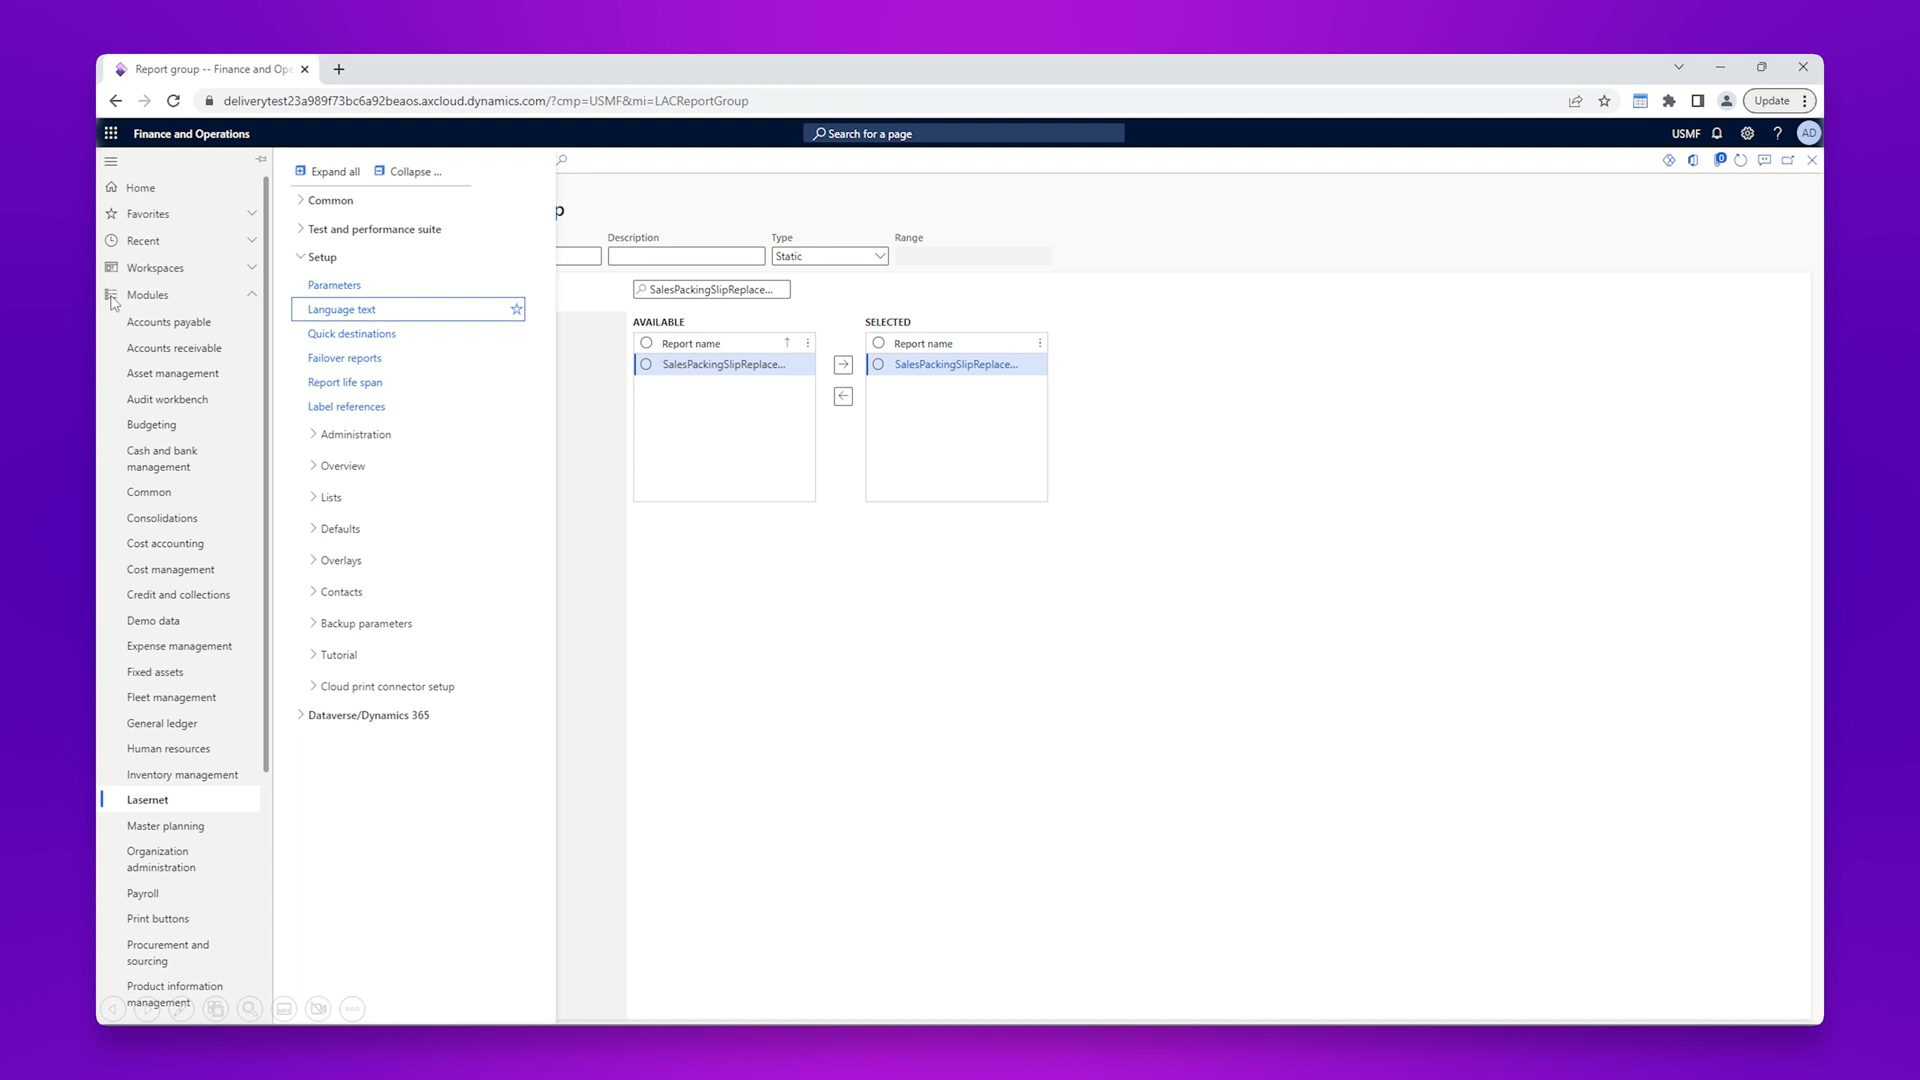 Report group -- Finance and Ope
deliverytest23a989f73bc6a92beaos.axcloud.dynamics.com/?cmp=USMF&mi=LACReportGroup
Update
Finance and Operations
Search for a page
USMF
?
AD
Home
Favorites
Recent
Workspaces
Modules
Accounts payable
Accounts receivable
Asset management
Audit workbench
Budgeting
Cash and bank
management
Common
Consolidations
Cost accounting
Cost management
Credit and collections
Demo data
Expense management
Fixed assets
Fleet management
General ledger
Human resources
Inventory management
Lasernet
Master planning
Organization
administration
Payroll
Print buttons
Procurement and
sourcing
Product information
management
Expand all
Collapse ...
Common
Test and performance suite
Setup
Parameters
Language text
Quick destinations
Failover reports
Report life span
Label references
Administration
Overview
Lists
Defaults
Overlays
Contacts
Backup parameters
Tutorial
Cloud print connector setup
Dataverse/Dynamics 365
0
p
Description
Type
Range
Static
SalesPackingSlipReplace...
AVAILABLE
SELECTED
Report name
Report name
SalesPackingSlipReplace...
SalesPackingSlipReplace...